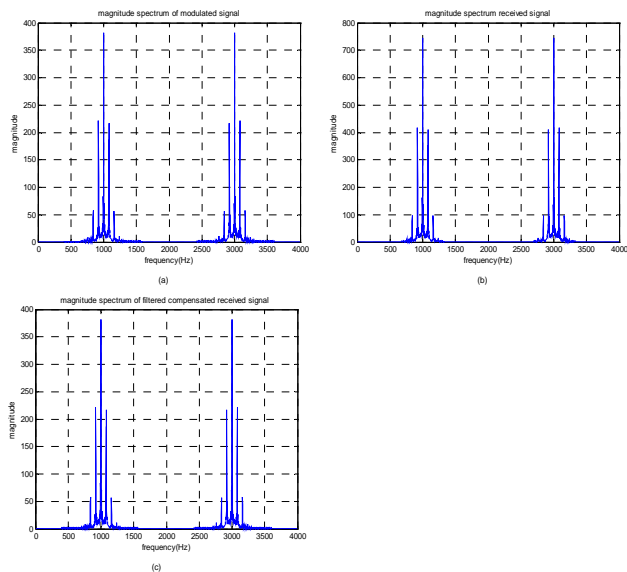 magnitude spectrum of modulated signal
400
350
300
250
200
150
100
50
0
magnitude
0 500 1000 1500 2000 2500 3000 3500 4000
frequency(Hz)
(a)
magnitude spectrum received signal
800
700
600
500
400
300
200
100
0
magnitude
0 500 1000 1500 2000 2500 3000 3500 4000
frequency(Hz)
(b)
magnitude spectrum of filtered compensated received signal
400
350
300
250
200
150
100
50
0
magnitude
0 500 1000 1500 2000 2500 3000 3500 4000
frequency(Hz)
(c)